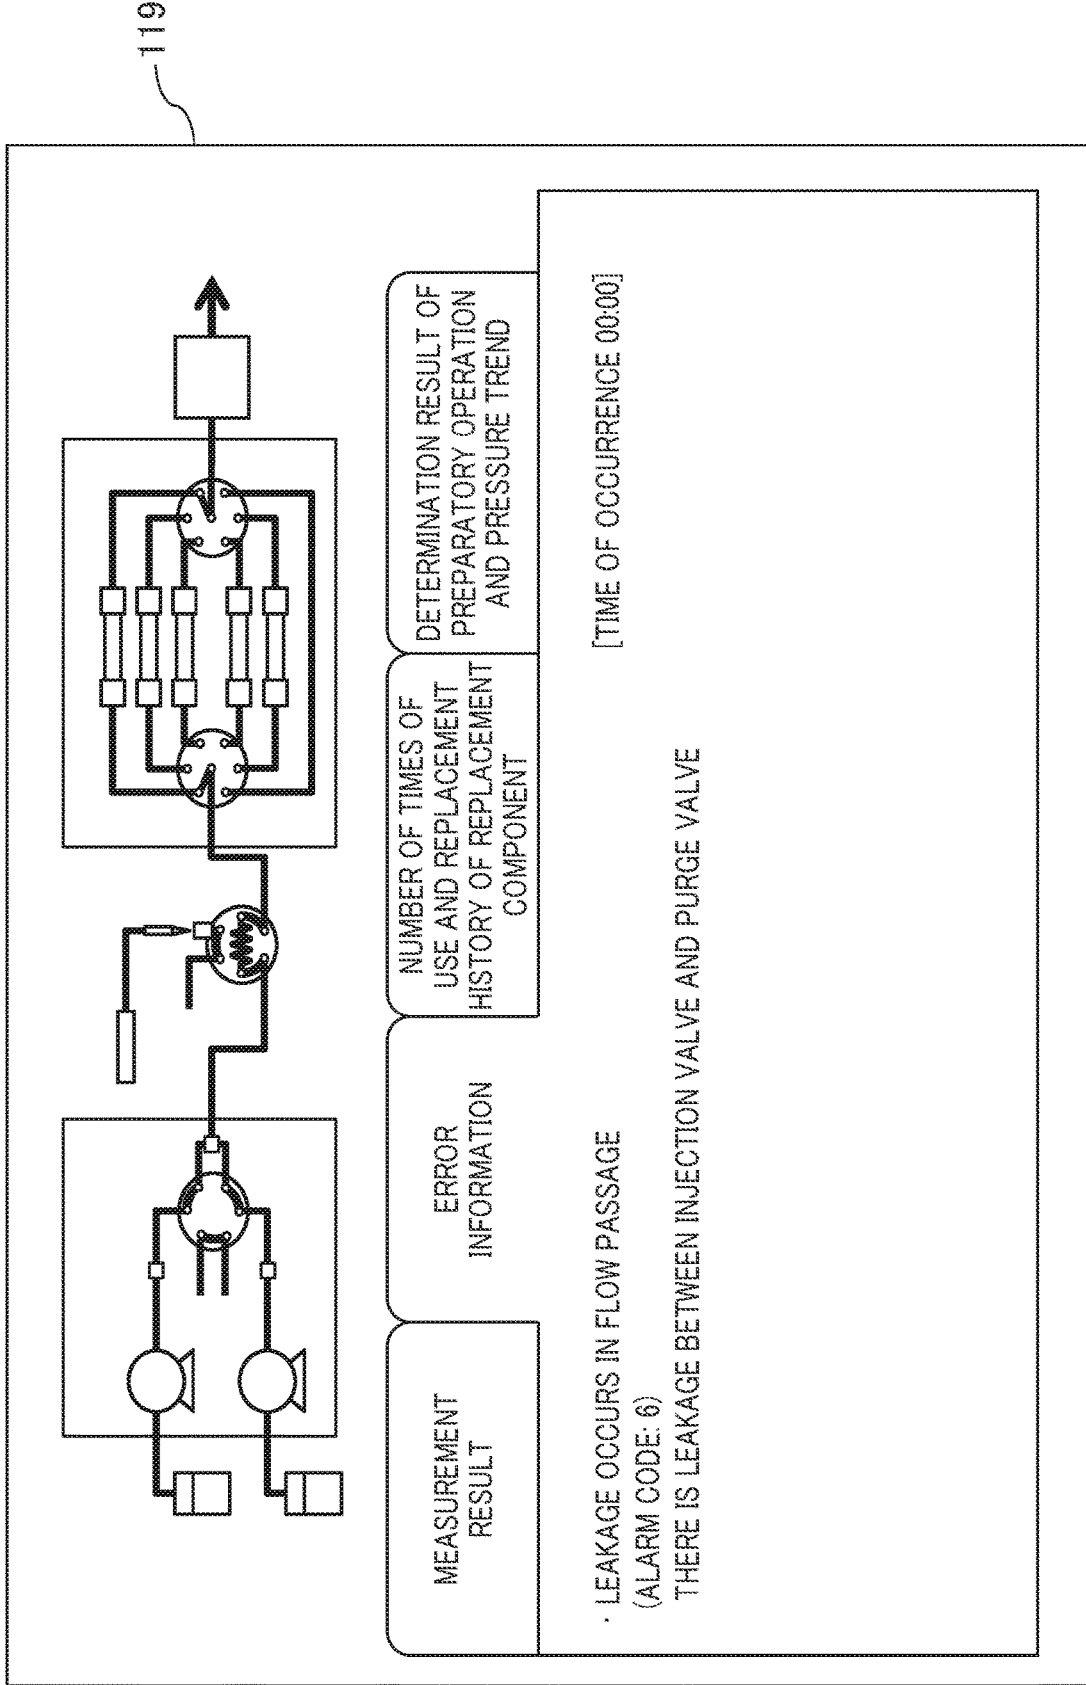 119
MEASUREMENT
RESULT
ERROR
INFORMATION
NUMBER OF TIMES OF
USE AND REPLACEMENT
HISTORY OF REPLACEMENT
COMPONENT
DETERMINATION RESULT OF
PREPARATORY OPERATION
AND PRESSURE TREND
· LEAKAGE OCCURS IN FLOW PASSAGE [TIME OF OCCURRENCE 00:00]
(ALARM CODE: 6)
THERE IS LEAKAGE BETWEEN INJECTION VALVE AND PURGE VALVE